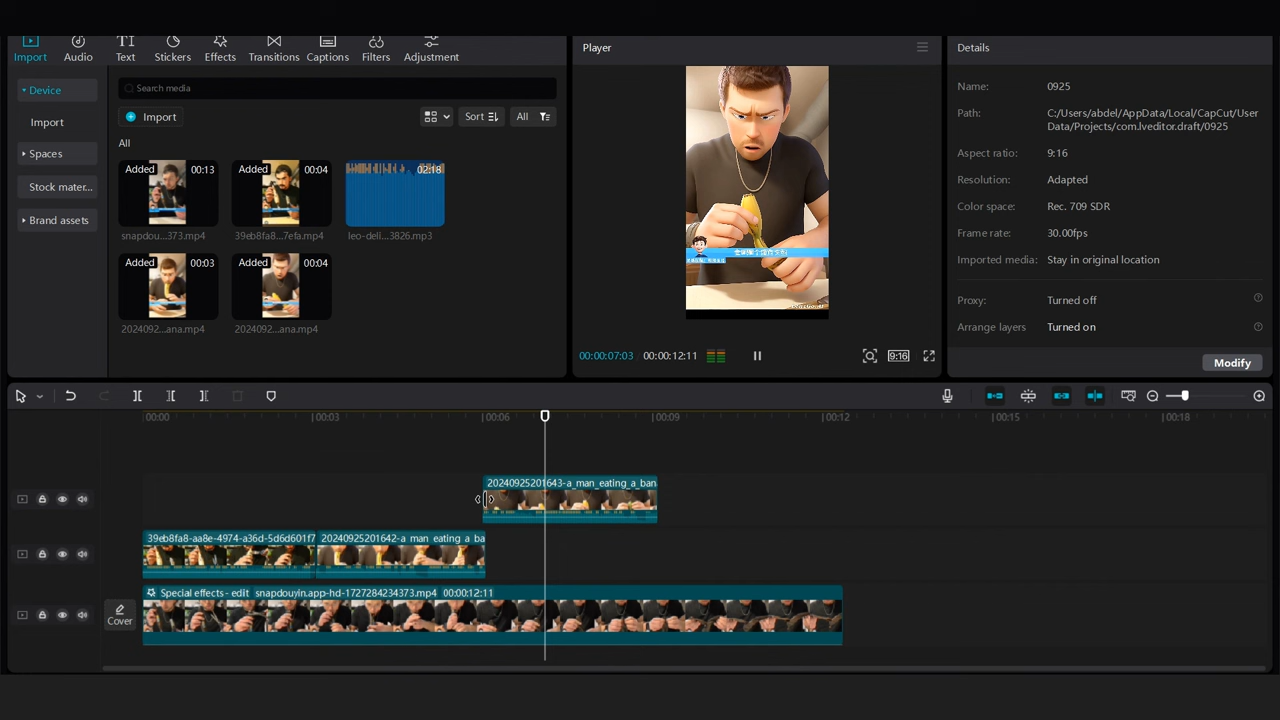 Import
Audio
Text
Stickers
Effects
Transitions
Captions
Filters
Adjustment
Device
Import
Spaces
Stock mater...
Brand assets
Search media
Import
Sort
All
All
Added 00:13
snapdou...373.mp4
Added 00:04
39eb8fa8...7efa.mp4
02:18
leo-deli...3826.mp3
Added 00:03
2024092...ana.mp4
Added 00:04
2024092...ana.mp4
Player
00:00:07:03 00:00:12:11
9:16
Details
Name: 0925
Path: C:/Users/abdel/AppData/Local/CapCut/User
Data/Projects/com.lveditor.draft/0925
Aspect ratio: 9:16
Resolution: Adapted
Color space: Rec. 709 SDR
Frame rate: 30.00fps
Imported media: Stay in original location
Proxy: Turned off
Arrange layers Turned on
Modify
00:00 00:03 00:06 00:09 00:12 00:15 00:18
20240925201643-a_man_eating_a_ban
39eb8fa8-aa8e-4974-a36d-5d6d601f7 20240925201642-a_man_eating_a_ba
Cover
Special effects - edit snapdouyin.app-hd-1727284234373.mp4 00:00:12:11